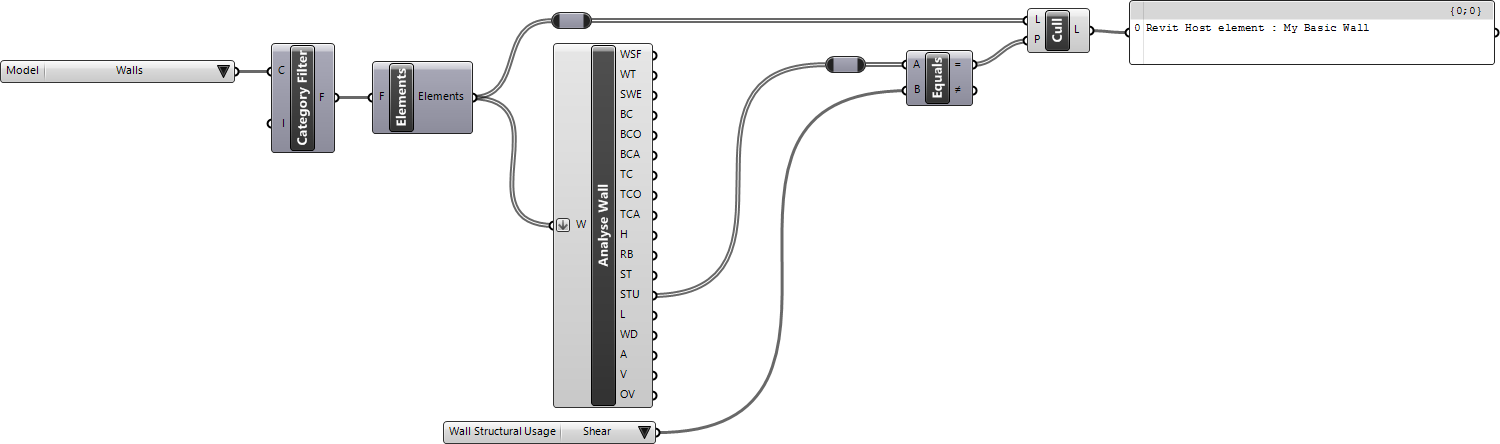 Model Walls
C
I
Category Filter
F
F
Elements
Elements
W
Analyse Wall
WSF
WT
SWE
BC
BCO
BCA
TC
TCO
TCA
H
RB
ST
STU
L
WD
A
V
OV
Wall Structural Usage Shear
A
B
Equals
=
≠
L
P
Cull
L
{0;0}
0 Revit Host element : My Basic Wall